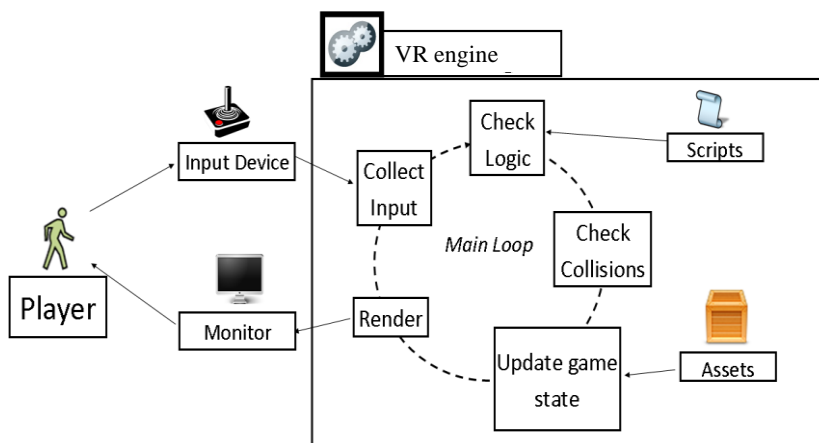 VR engine
Input Device
Collect
Input
Check
Logic
Scripts
Main Loop
Check
Collisions
Player
Monitor
Render
Update game
state
Assets